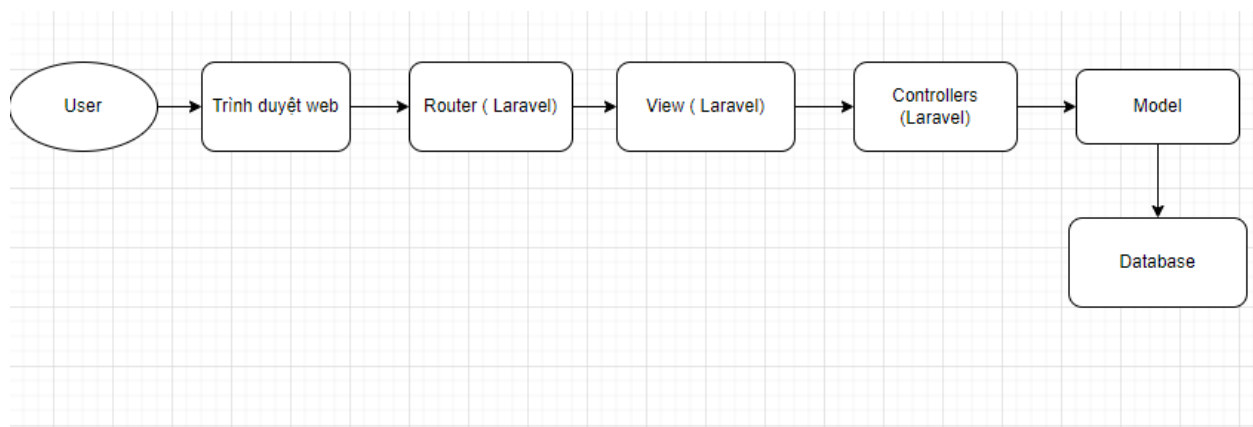 User
Trình duyệt web
Router ( Laravel)
View ( Laravel)
Controllers
(Laravel)
Model
Database